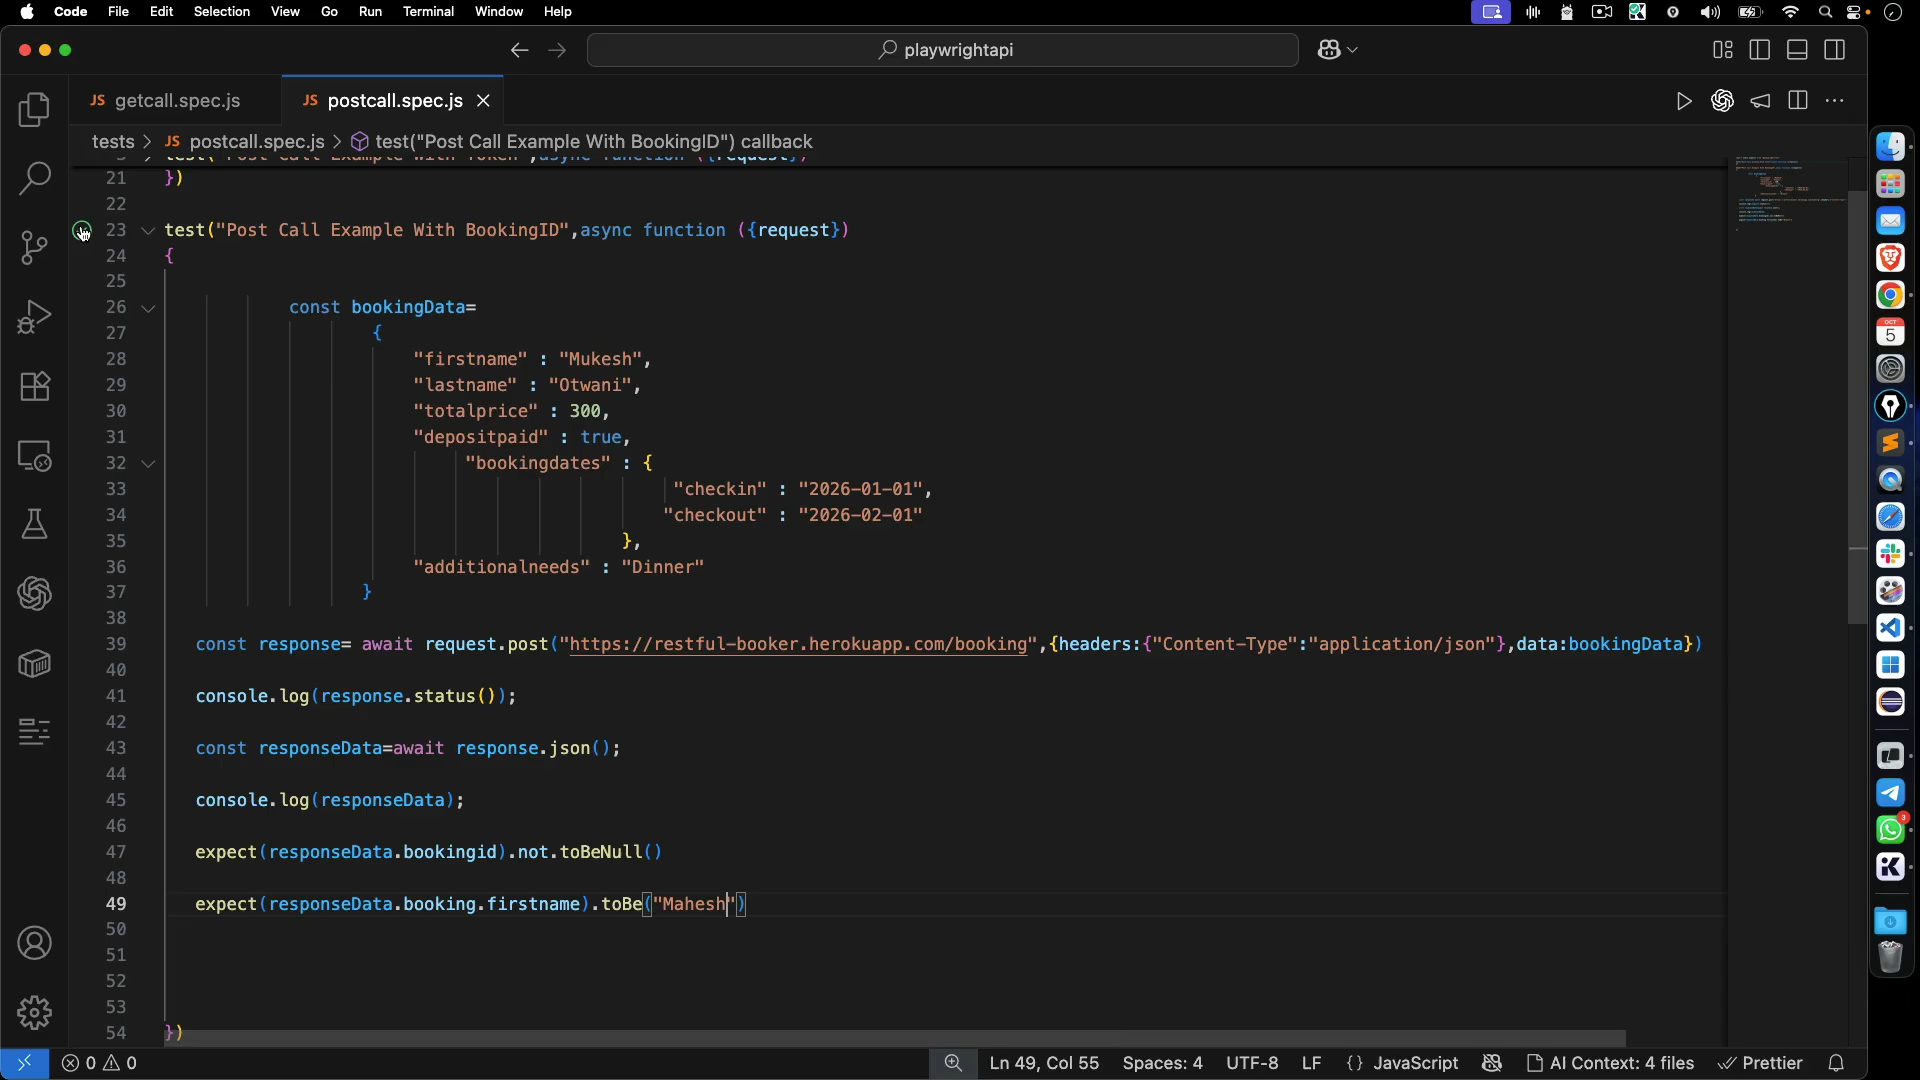 Code File Edit Selection View Go Run Terminal Window Help
playwrightapi
JS getcall.spec.js
JS postcall.spec.js
tests > JS postcall.spec.js > test("Post Call Example With BookingID") callback
21 })
22
23 test("Post Call Example With BookingID",async function ({request})
24 {
25
26 const bookingData=
27 {
28 "firstname" : "Mukesh",
29 "lastname" : "Otwani",
30 "totalprice" : 300,
31 "depositpaid" : true,
32 "bookingdates" : {
33 "checkin" : "2026-01-01",
34 "checkout" : "2026-02-01"
35 },
36 "additionalneeds" : "Dinner"
37 }
38
39 const response= await request.post("https://restful-booker.herokuapp.com/booking",{headers:{"Content-Type":"application/json"},data:bookingData})
40
41 console.log(response.status());
42
43 const responseData=await response.json();
44
45 console.log(responseData);
46
47 expect(responseData.bookingid).not.toBeNull()
48
49 expect(responseData.booking.firstname).toBe("Mahesh")
50
51
52
53
54 })
OCT
5
3
0 0
Ln 49, Col 55 Spaces: 4 UTF-8 LF {} JavaScript AI Context: 4 files Prettier